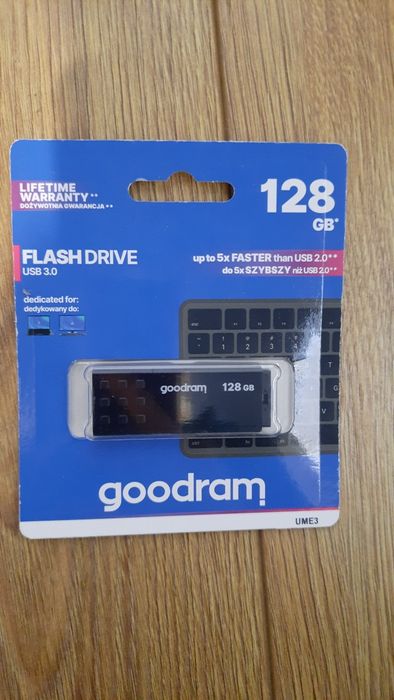 LIFETIME
WARRANTY**
DOŻYWOTNIA GWARANCJA**
128
GB*
FLASH DRIVE
USB 3.0
up to 5x FASTER than USB 2.0**
do 5x SZYBSZY niż USB 2.0**
dedicated for:
dedykowany do:
goodram
128 GB
goodram
UME3